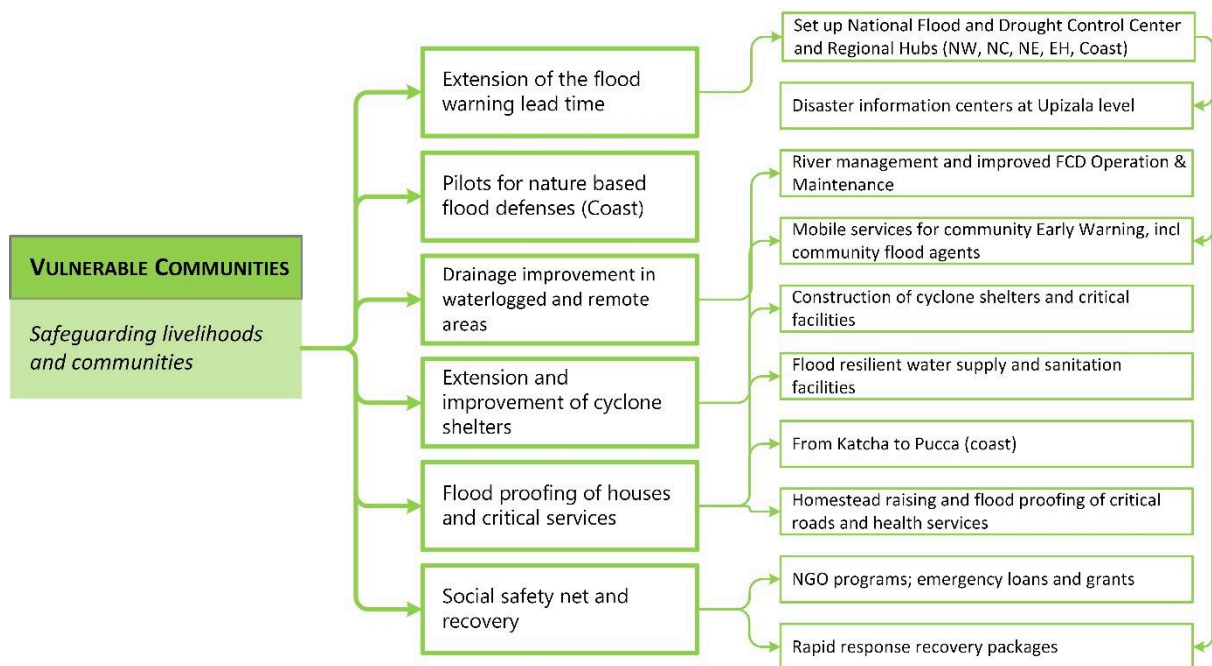 VULNERABLE COMMUNITIES
Safeguarding livelihoods
and communities
Extension of the flood
warning lead time
Pilots for nature based
flood defenses (Coast)
Drainage improvement in
waterlogged and remote
areas
Extension and
improvement of cyclone
shelters
Flood proofing of houses
and critical services
Social safety net and
recovery
Set up National Flood and Drought Control Center
and Regional Hubs (NW, NC, NE, EH, Coast)
Disaster information centers at Upizala level
River management and improved FCD Operation &
Maintenance
Mobile services for community Early Warning, incl
community flood agents
Construction of cyclone shelters and critical
facilities
Flood resilient water supply and sanitation
facilities
From Katcha to Pucca (coast)
Homestead raising and flood proofing of critical
roads and health services
NGO programs; emergency loans and grants
Rapid response recovery packages